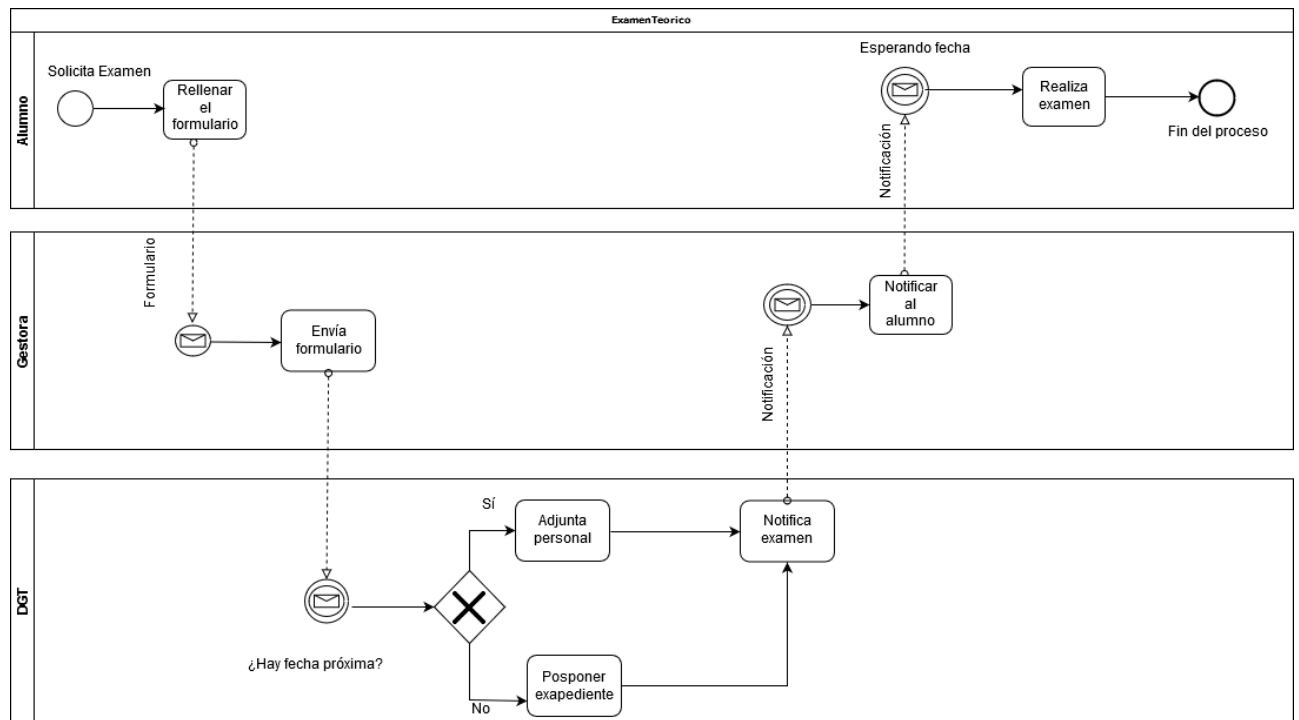 ExamenTeorico
Alumno
Solicita Examen
Rellenar
el
formulario
Esperando fecha
Realiza
examen
Fin del proceso
Formulario
Notificación
Gestora
Envía
formulario
Notificar
al
alumno
Notificación
DGT
¿Hay fecha próxima?
Sí
Adjunta
personal
Notifica
examen
No
Posponer
exapediente